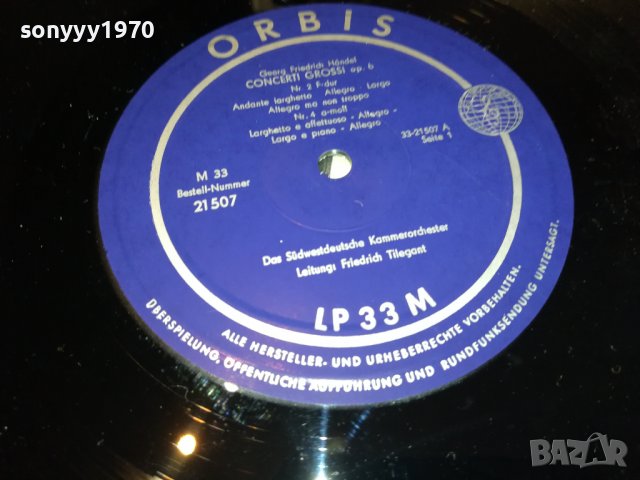 sonyyy1970
ORBIS
Georg Friedrich Händel
CONCERTI GROSSI op. 6
Nr. 2 F-dur
Andante larghetto Allegro Largo
Allegro ma non troppo
Nr. 4 a-moll
Larghetto e affettuoso - Allegro -
Largo e piano - Allegro
33-21507 A
Seite 1
M 33
Bestell-Nummer
21 507
Das Südwestdeutsche Kammerorchester
Leitung: Friedrich Tilegant
LP 33 M
ALLE HERSTELLER- UND URHEBERRECHTE VORBEHALTEN.
ÜBERSPIELUNG, ÖFFENTLICHE AUFFÜHRUNG UND RUNDFUNKSENDUNG UNTERSAGT.
BAZAR